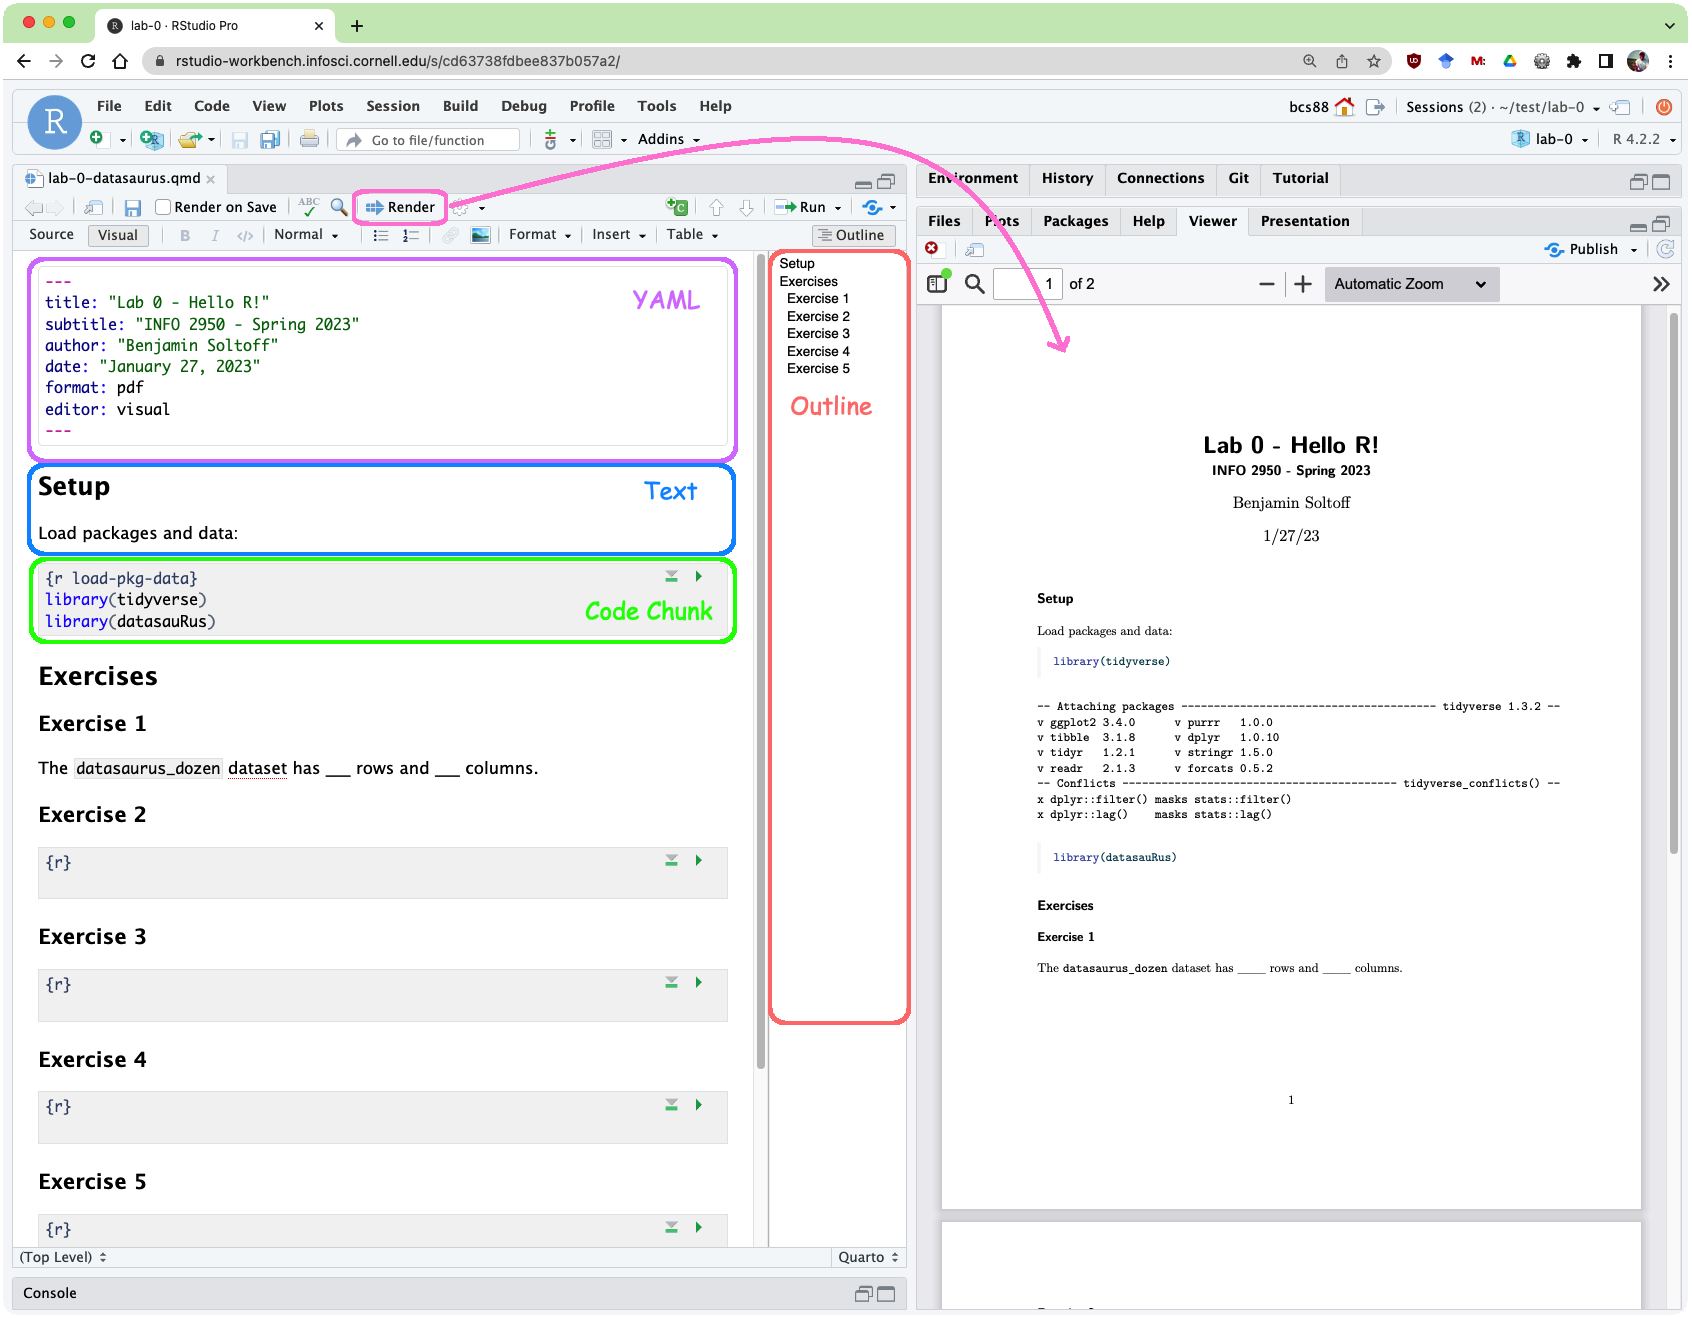 lab-0 · RStudio Pro
rstudio-workbench.infosci.cornell.edu/s/cd63738fdbee837b057a2/
R
File Edit Code View Plots Session Build Debug Profile Tools Help
bcs88 Sessions (2) · ~/test/lab-0
Go to file/function
Addins
lab-0
R 4.2.2
lab-0-datasaurus.qmd
Render on Save
ABC
Render
Run
Source Visual
B I </> Normal Format Insert Table
Outline
---
title: "Lab 0 - Hello R!"
subtitle: "INFO 2950 - Spring 2023"
author: "Benjamin Soltoff"
date: "January 27, 2023"
format: pdf
editor: visual
---
YAML
Setup
Text
Load packages and data:
{r load-pkg-data}
library(tidyverse)
library(datasauRus)
Code Chunk
Exercises
Exercise 1
The datasaurus_dozen dataset has ___ rows and ___ columns.
Exercise 2
{r}
Exercise 3
{r}
Exercise 4
{r}
Exercise 5
{r}
(Top Level)
Quarto
Console
Setup
Exercises
Exercise 1
Exercise 2
Exercise 3
Exercise 4
Exercise 5
Outline
Environment History Connections Git Tutorial
Files Plots Packages Help Viewer Presentation
Publish
1 of 2
Automatic Zoom
Lab 0 - Hello R!
INFO 2950 - Spring 2023
Benjamin Soltoff
1/27/23
Setup
Load packages and data:
library(tidyverse)
-- Attaching packages --------------------------------------- tidyverse 1.3.2 --
v ggplot2 3.4.0 v purrr 1.0.0
v tibble 3.1.8 v dplyr 1.0.10
v tidyr 1.2.1 v stringr 1.5.0
v readr 2.1.3 v forcats 0.5.2
-- Conflicts ------------------------------------------ tidyverse_conflicts() --
x dplyr::filter() masks stats::filter()
x dplyr::lag() masks stats::lag()
library(datasauRus)
Exercises
Exercise 1
The datasaurus_dozen dataset has ____ rows and ____ columns.
1